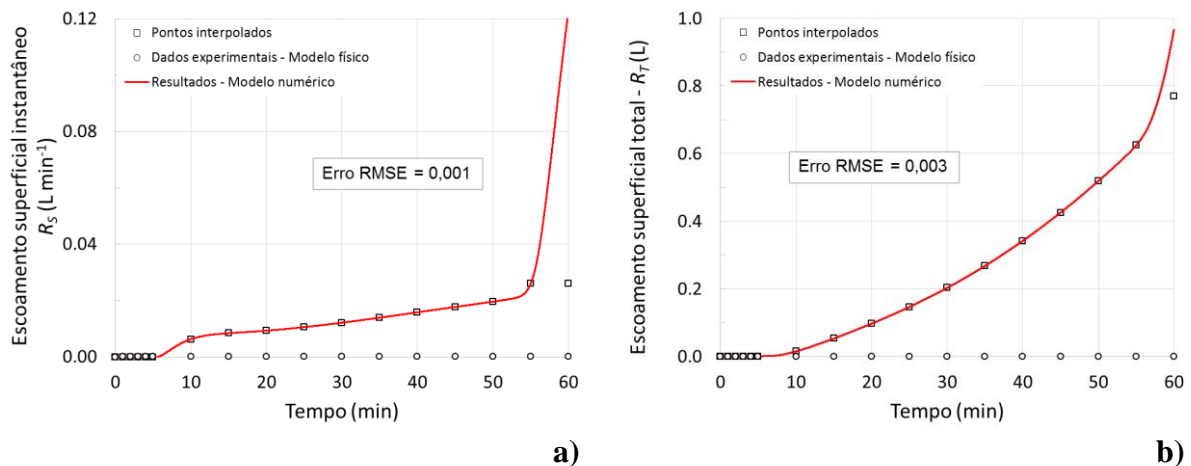 Escoamento superficial instantâneo
R_S (L min⁻¹)
0.12
0.08
0.04
0.00
Pontos interpolados
Dados experimentais - Modelo físico
Resultados - Modelo numérico
Erro RMSE = 0,001
0 10 20 30 40 50 60
Tempo (min)
a)
Escoamento superficial total - R_T (L)
1.0
0.8
0.6
0.4
0.2
0.0
Pontos interpolados
Dados experimentais - Modelo físico
Resultados - Modelo numérico
Erro RMSE = 0,003
0 10 20 30 40 50 60
Tempo (min)
b)